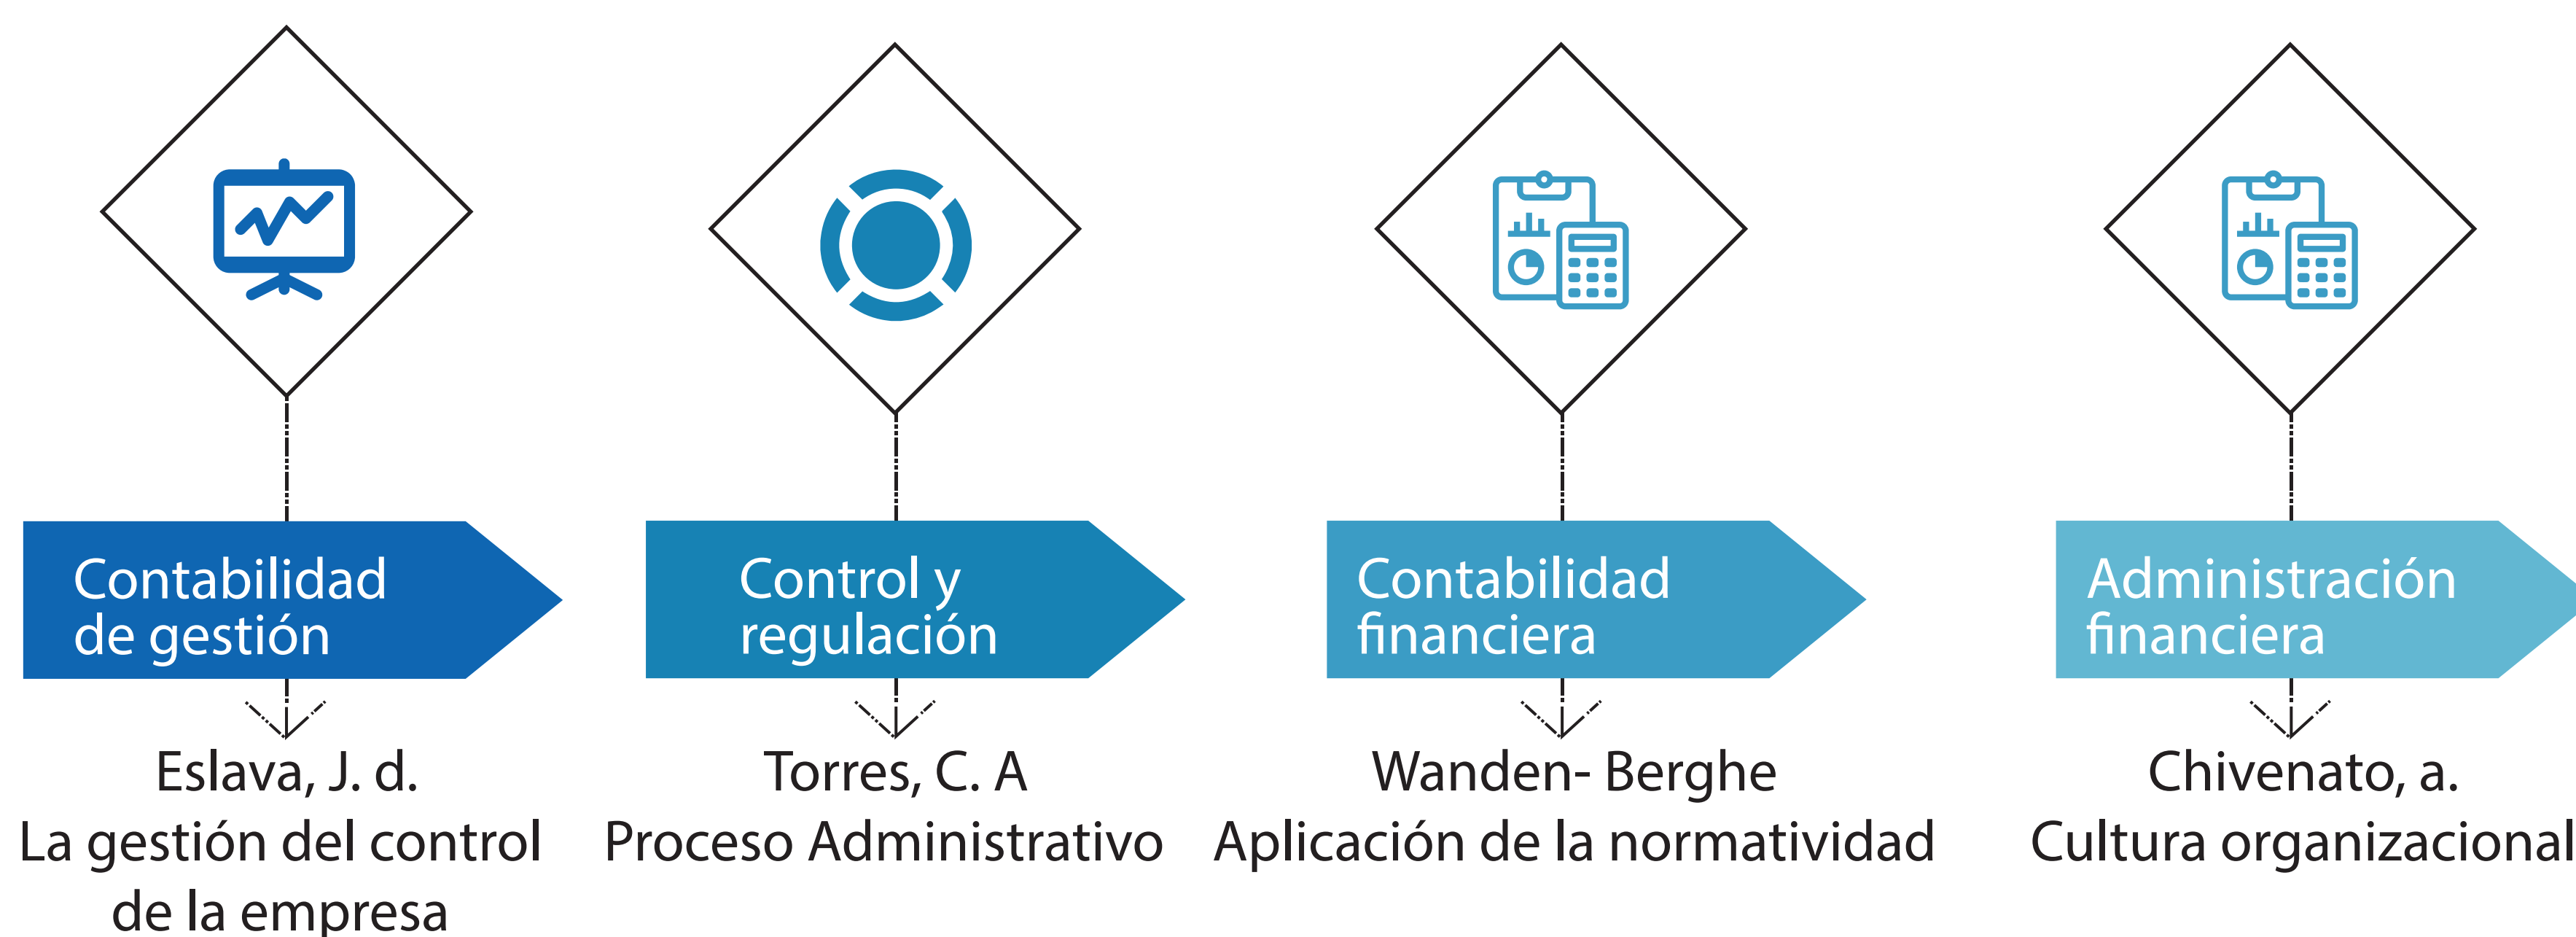 Contabilidad
de gestión
Eslava, J. d.
La gestión del control
de la empresa
Control y
regulación
Torres, C. A
Proceso Administrativo
Contabilidad
financiera
Wanden- Berghe
Aplicación de la normatividad
Administración
financiera
Chivenato, a.
Cultura organizacional